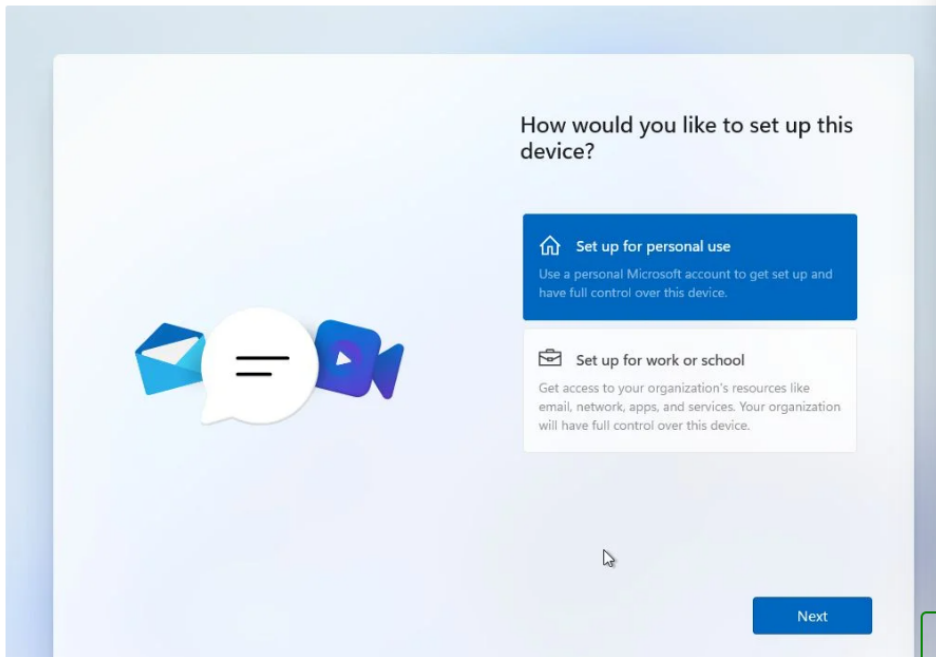 How would you like to set up this
device?
Set up for personal use
Use a personal Microsoft account to get set up and
have full control over this device.
Set up for work or school
Get access to your organization's resources like
email, network, apps, and services. Your organization
will have full control over this device.
Next